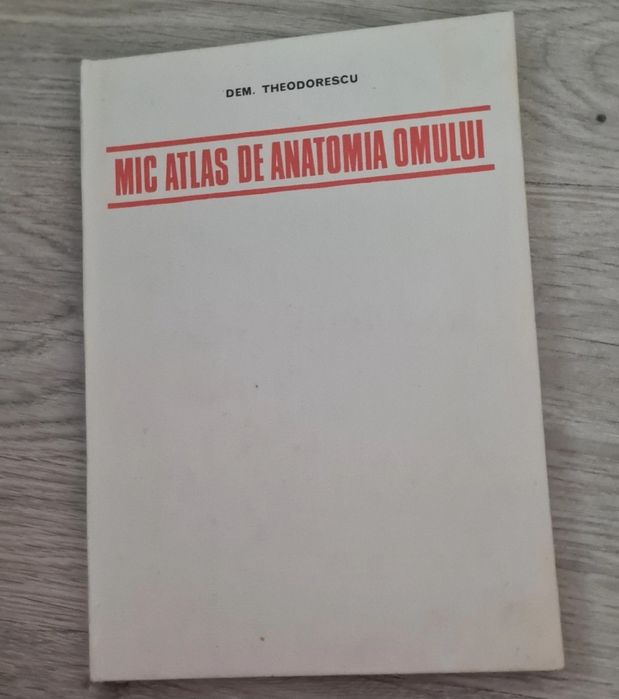 DEM. THEODORESCU
MIC ATLAS DE ANATOMIA OMULUI